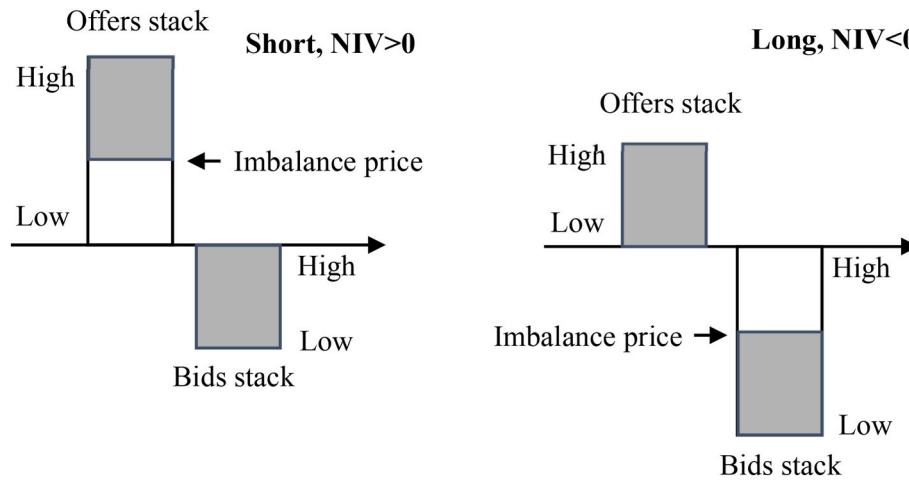 Offers stack
Short, NIV>0
High
Imbalance price
Low
High
Low
Bids stack
Long, NIV<0
Offers stack
High
Low
High
Imbalance price
Low
Bids stack